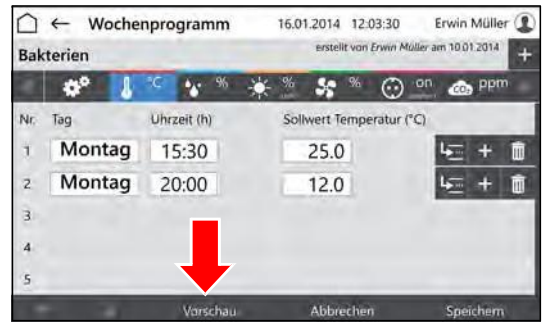 Wochenprogramm 16.01.2014 12:03:30 Erwin Müller
Bakterien erstellt von Erwin Müller am 10.01.2014 +
°C % % % on CO₂ ppm
Nr. Tag Uhrzeit (h) Sollwert Temperatur (°C)
1 Montag 15:30 25.0 +
2 Montag 20:00 12.0 +
3
4
5
Vorschau Abbrechen Speichern